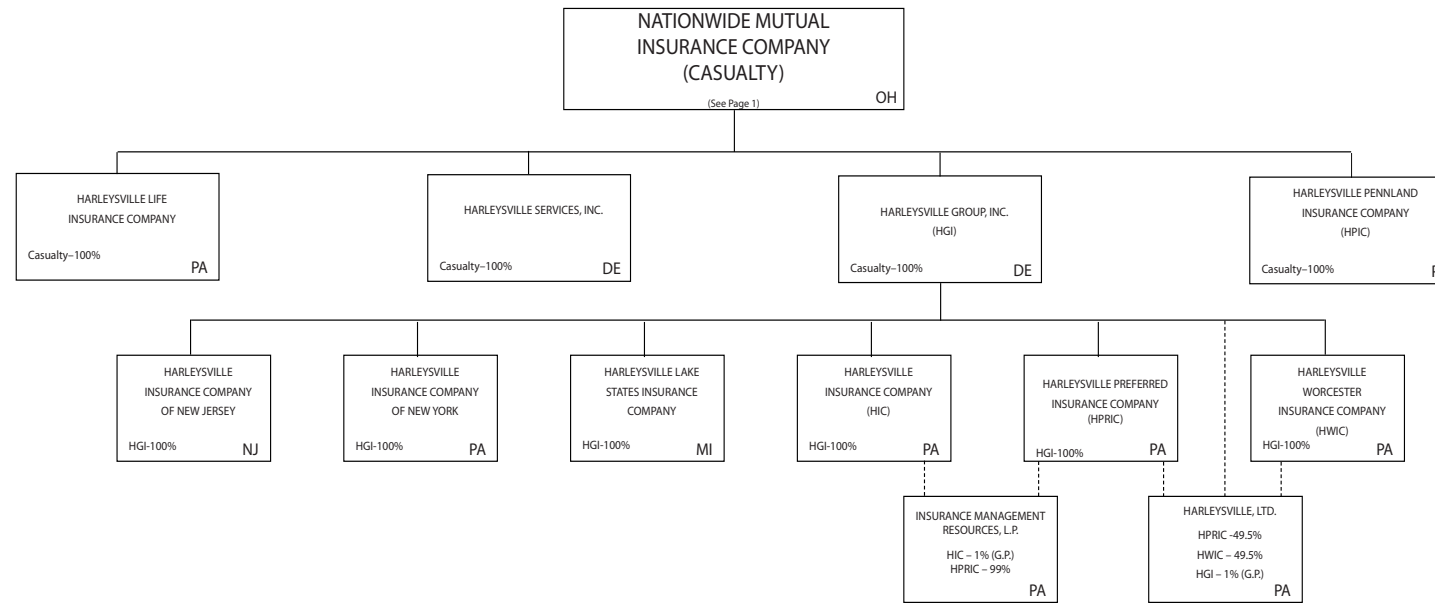 NATIONWIDE MUTUAL
INSURANCE COMPANY
(CASUALTY)
(See Page 1)
OH
HARLEYSVILLE LIFE
INSURANCE COMPANY
Casualty–100%
PA
HARLEYSVILLE SERVICES, INC.
Casualty–100%
DE
HARLEYSVILLE GROUP, INC.
(HGI)
Casualty–100%
DE
HARLEYSVILLE PENNLAND
INSURANCE COMPANY
(HPIC)
Casualty–100%
HARLEYSVILLE
INSURANCE COMPANY
OF NEW JERSEY
HGI-100%
NJ
HARLEYSVILLE
INSURANCE COMPANY
OF NEW YORK
HGI-100%
PA
HARLEYSVILLE LAKE
STATES INSURANCE
COMPANY
HGI-100%
MI
HARLEYSVILLE
INSURANCE COMPANY
(HIC)
HGI-100%
PA
HARLEYSVILLE PREFERRED
INSURANCE COMPANY
(HPRIC)
HGI-100%
PA
HARLEYSVILLE
WORCESTER
INSURANCE COMPANY
(HWIC)
HGI-100%
PA
INSURANCE MANAGEMENT
RESOURCES, L.P.
HIC – 1% (G.P.)
HPRIC – 99%
PA
HARLEYSVILLE, LTD.
HPRIC -49.5%
HWIC – 49.5%
HGI – 1% (G.P.)
PA